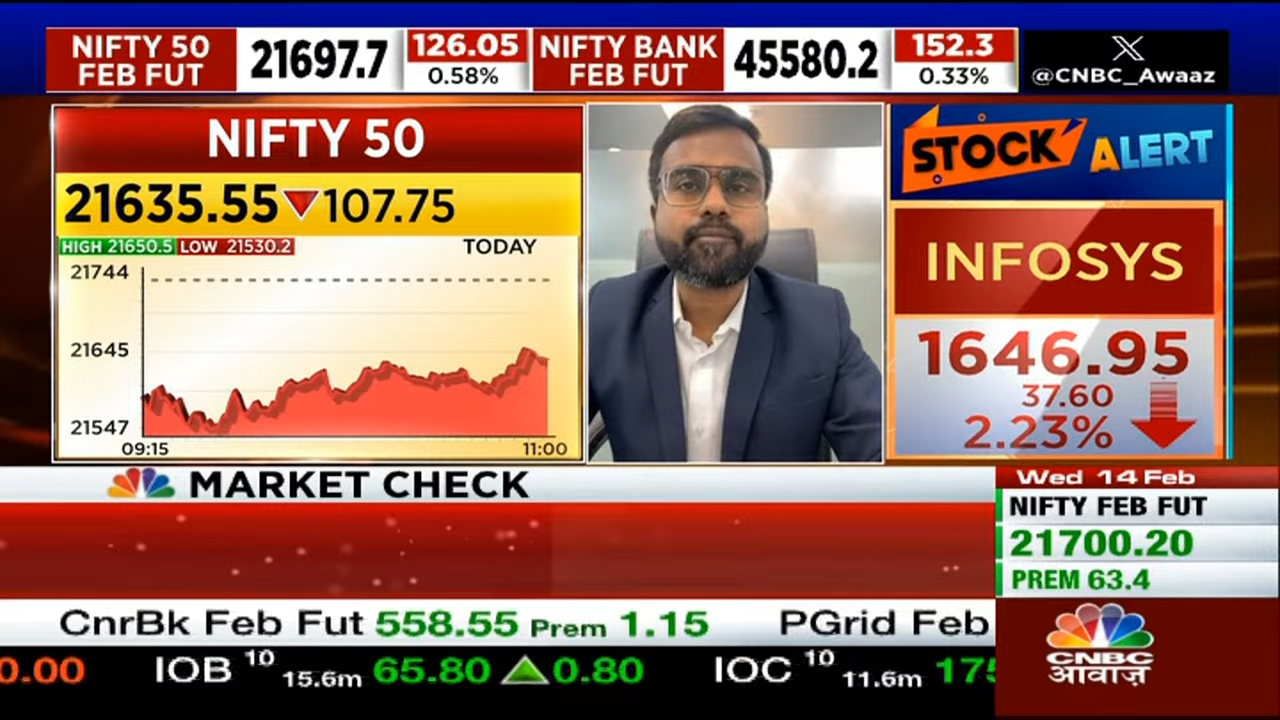 NIFTY 50
FEB FUT
21697.7
126.05
0.58%
NIFTY BANK
FEB FUT
45580.2
152.3
0.33%
X
@CNBC_Awaaz
NIFTY 50
21635.55 ▼ 107.75
HIGH 21650.5 LOW 21530.2
TODAY
21744
21645
21547
09:15 11:00
STOCK ALERT
INFOSYS
1646.95
37.60
2.23%
MARKET CHECK
Wed 14 Feb
NIFTY FEB FUT
21700.20
PREM 63.4
CnrBk Feb Fut 558.55 Prem 1.15 PGrid Feb
0.00 IOB 10 15.6m 65.80 ▲ 0.80 IOC 10 11.6m 175
CNBC
आवाज़